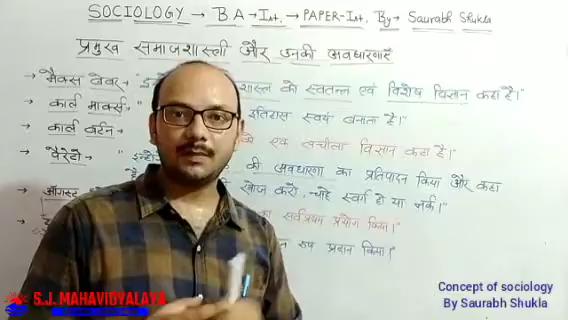 SOCIOLOGY → B A → Ist. → PAPER - Ist, By → Saurabh Shukla
प्रमुख समाजशास्त्री और उनकी अवधारणाएँ
→ मैक्स वेबर → " को स्वतन्त्र एवं विशेष विज्ञान कहा है।"
→ कार्ल मार्क्स → " इतिहास स्वयं बनाता है।"
→ कार्ल एक लचीला विज्ञान कहा है।"
→ पैरेटो → की अवधारणा का प्रतिपादन किया और कहा
खोज करो, चाहे स्वर्ग हो या नर्क।"
→ ऑगस्ट का सर्वप्रथम प्रयोग किया।"
→ रूप प्रदान किया।"
S.J. MAHAVIDYALAYA
Concept of sociology
By Saurabh Shukla